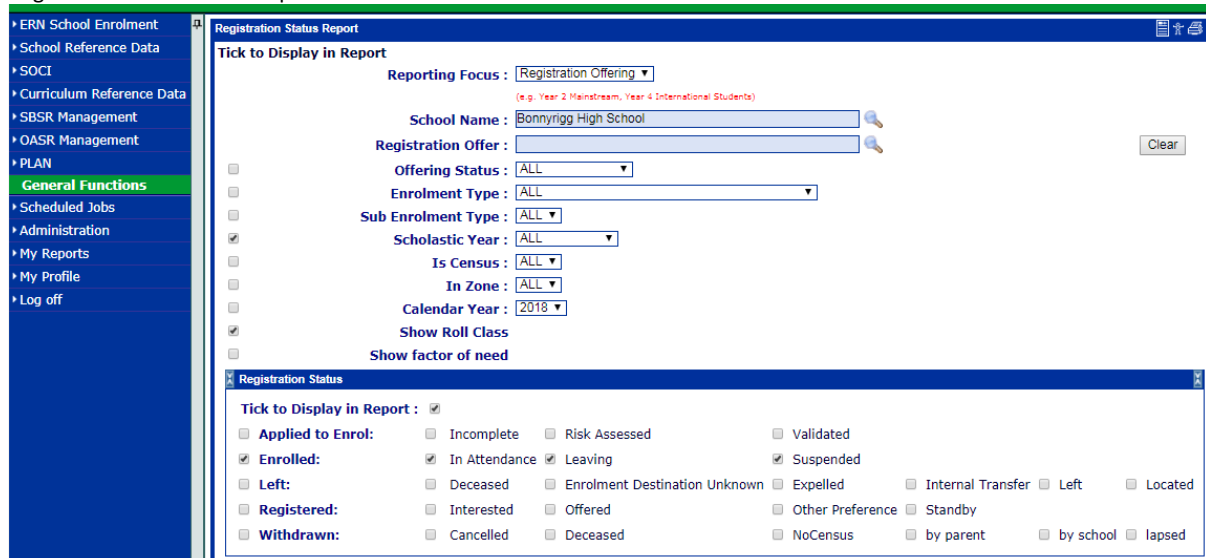 ERN School Enrolment
School Reference Data
SOCI
Curriculum Reference Data
SBSR Management
OASR Management
PLAN
General Functions
Scheduled Jobs
Administration
My Reports
My Profile
Log off
Registration Status Report
Tick to Display in Report
Reporting Focus : Registration Offering
(e.g. Year 2 Mainstream, Year 4 International Students)
School Name : Bonnyrigg High School
Registration Offer : Clear
Offering Status : ALL
Enrolment Type : ALL
Sub Enrolment Type : ALL
Scholastic Year : ALL
Is Census : ALL
In Zone : ALL
Calendar Year : 2018
Show Roll Class
Show factor of need
Registration Status
Tick to Display in Report :
Applied to Enrol: Incomplete Risk Assessed Validated
Enrolled: In Attendance Leaving Suspended
Left: Deceased Enrolment Destination Unknown Expelled Internal Transfer Left Located
Registered: Interested Offered Other Preference Standby
Withdrawn: Cancelled Deceased NoCensus by parent by school lapsed